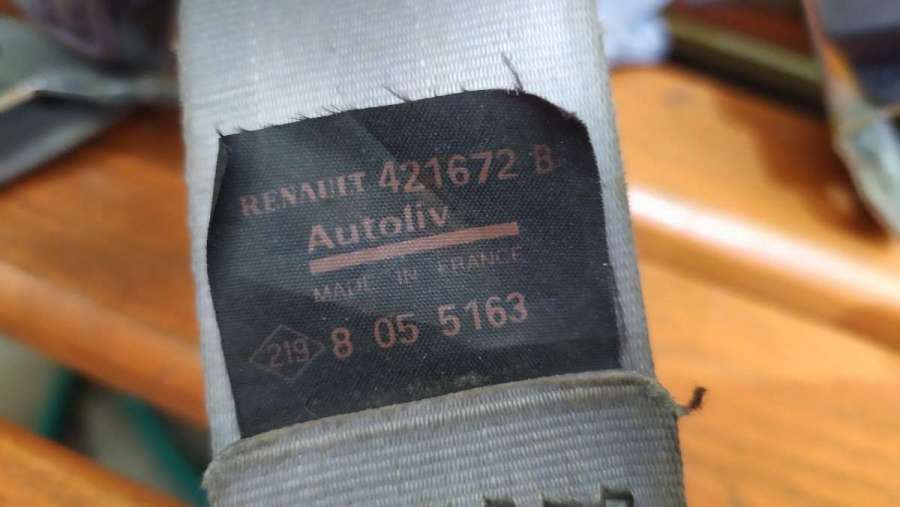 RENAULT 421672 B
Autoliv
MADE IN FRANCE
219 8 05 5163